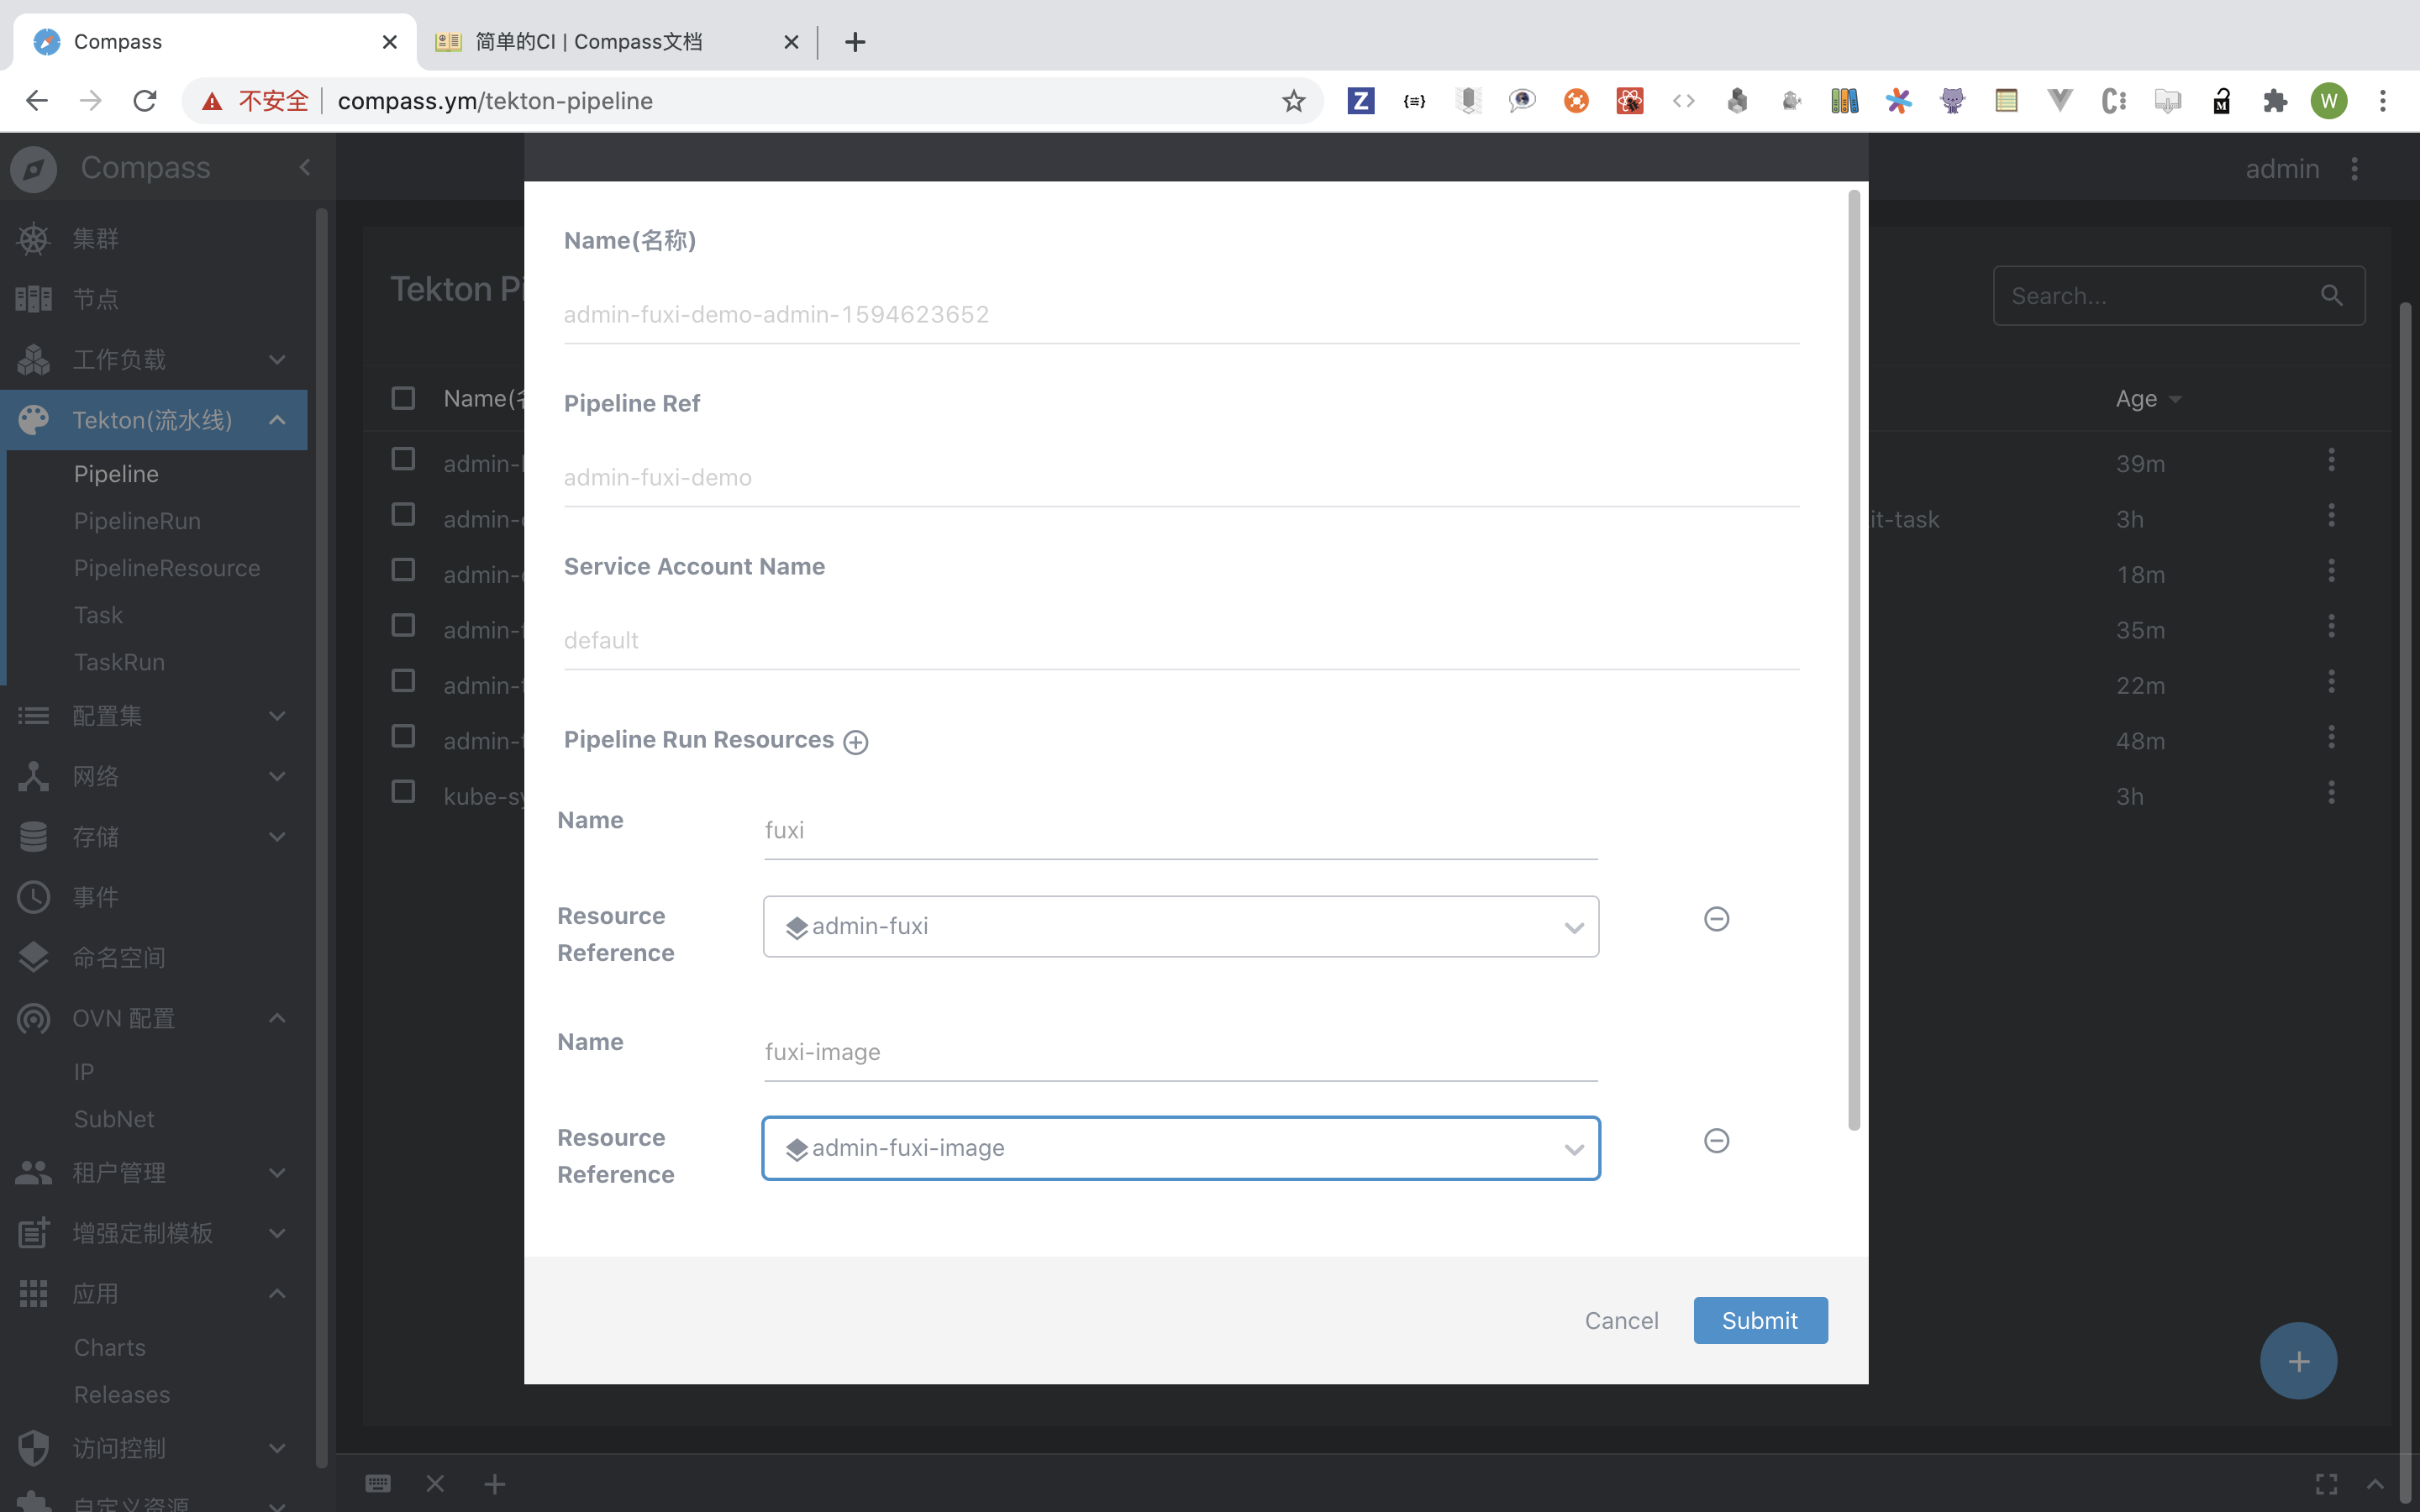 Compass
简单的CI | Compass文档
不安全
compass.ym/tekton-pipeline
W
Compass
admin
集群
节点
工作负载
Tekton(流水线)
Pipeline
PipelineRun
PipelineResource
Task
TaskRun
配置集
网络
存储
事件
命名空间
OVN 配置
IP
SubNet
租户管理
增强定制模板
应用
Charts
Releases
访问控制
自定义资源
Tekton Pi
Search...
Name(
Age
admin-
39m
admin-
it-task
3h
admin-
18m
admin-
35m
admin-
22m
admin-
48m
kube-sy
3h
Name(名称)
admin-fuxi-demo-admin-1594623652
Pipeline Ref
admin-fuxi-demo
Service Account Name
default
Pipeline Run Resources
Name
fuxi
Resource
Reference
admin-fuxi
Name
fuxi-image
Resource
Reference
admin-fuxi-image
Cancel
Submit